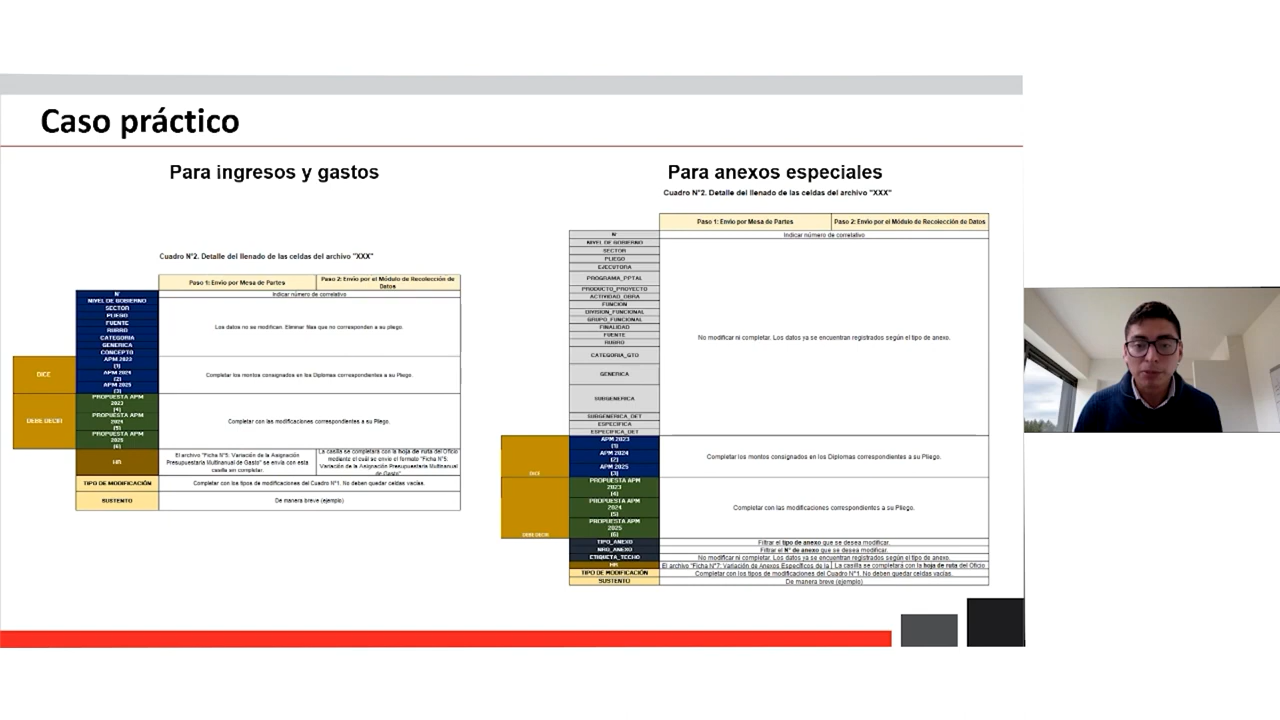 Caso práctico
Para ingresos y gastos
Cuadro N°2. Detalle del llenado de las celdas del archivo "XXX"
Paso 1: Envío por Mesa de Partes
Paso 2: Envío por el Módulo de Recolección de
Datos
N°
Indicar número de correlativo
NIVEL DE GOBIERNO
SECTOR
PLIEGO
FUENTE
RUBRO
CATEGORIA
GENERICA
CONCEPTO
Los datos no se modifican. Eliminar filas que no corresponden a su pliego.
DICE
APM 2023
(1)
APM 2024
(2)
APM 2025
(3)
Completar los montos consignados en los Diplomas correspondientes a su Pliego.
DEBE DECIR
PROPUESTA APM
2023
(4)
PROPUESTA APM
2024
(5)
PROPUESTA APM
2025
(6)
Completar con las modificaciones correspondientes a su Pliego.
HR
El archivo "Ficha N°5: Variación de la Asignación
Presupuestaria Multianual de Gasto" se envía con esta
casilla sin completar.
La casilla se completará con la hoja de ruta del Oficio
mediante el cuál se envíe el formato "Ficha N°5:
Variación de la Asignación Presupuestaria Multianual
de Gasto"
TIPO DE MODIFICACIÓN
Completar con los tipos de modificaciones del Cuadro N°1. No deben quedar celdas vacías.
SUSTENTO
De manera breve (ejemplo)
Para anexos especiales
Cuadro N°2. Detalle del llenado de las celdas del archivo "XXX"
Paso 1: Envío por Mesa de Partes
Paso 2: Envío por el Módulo de Recolección de Datos
N°
Indicar número de correlativo
NIVEL DE GOBIERNO
SECTOR
PLIEGO
EJECUTORA
PROGRAMA_PPTAL
PRODUCTO_PROYECTO
ACTIVIDAD_OBRA
FUNCION
DIVISION_FUNCIONAL
GRUPO_FUNCIONAL
FINALIDAD
FUENTE
RUBRO
CATEGORIA_GTO
GENERICA
SUBGENERICA
SUBGENERICA_DET
ESPECIFICA
ESPECIFICA_DET
No modificar ni completar. Los datos ya se encuentran registrados según el tipo de anexo.
DICE
APM 2023
(1)
APM 2024
(2)
APM 2025
(3)
Completar los montos consignados en los Diplomas correspondientes a su Pliego.
DEBE DECIR
PROPUESTA APM
2023
(4)
PROPUESTA APM
2024
(5)
PROPUESTA APM
2025
(6)
Completar con las modificaciones correspondientes a su Pliego.
TIPO_ANEXO
Filtrar el tipo de anexo que se desea modificar.
NRO_ANEXO
Filtrar el N° de anexo que se desea modificar.
ETIQUETA_TECHO
No modificar ni completar. Los datos ya se encuentran registrados según el tipo de anexo.
HR
El archivo "Ficha N°7: Variación de Anexos Específicos de la
La casilla se completará con la hoja de ruta del Oficio
TIPO DE MODIFICACIÓN
Completar con los tipos de modificaciones del Cuadro N°1. No deben quedar celdas vacías.
SUSTENTO
De manera breve (ejemplo)